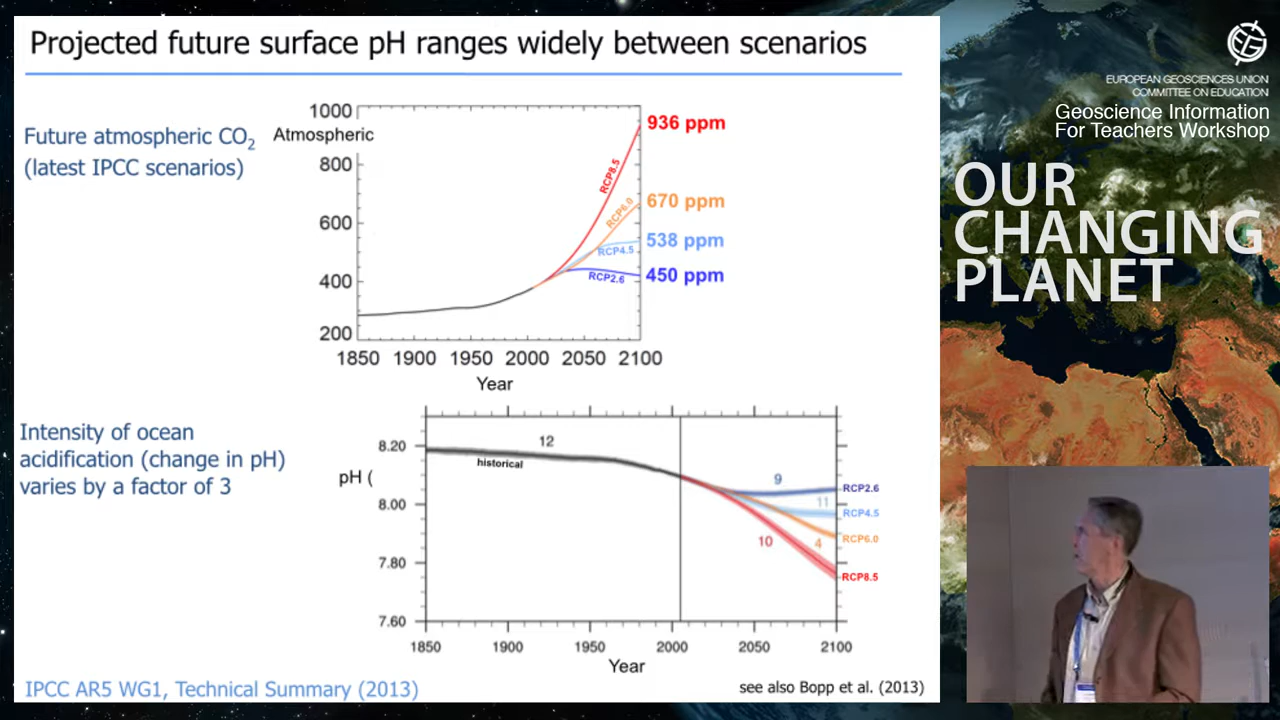 Projected future surface pH ranges widely between scenarios
Future atmospheric CO₂
(latest IPCC scenarios)
Atmospheric
1000
800
600
400
200
1850 1900 1950 2000 2050 2100
Year
RCP8.5
RCP6.0
RCP4.5
RCP2.6
936 ppm
670 ppm
538 ppm
450 ppm
Intensity of ocean
acidification (change in pH)
varies by a factor of 3
pH (
8.20
8.00
7.80
7.60
12
historical
9
11
10
4
RCP2.6
RCP4.5
RCP6.0
RCP8.5
1850 1900 1950 2000 2050 2100
Year
IPCC AR5 WG1, Technical Summary (2013)
see also Bopp et al. (2013)
EUROPEAN GEOSCIENCES UNION
COMMITTEE ON EDUCATION
Geoscience Information
For Teachers Workshop
OUR
CHANGING
PLANET